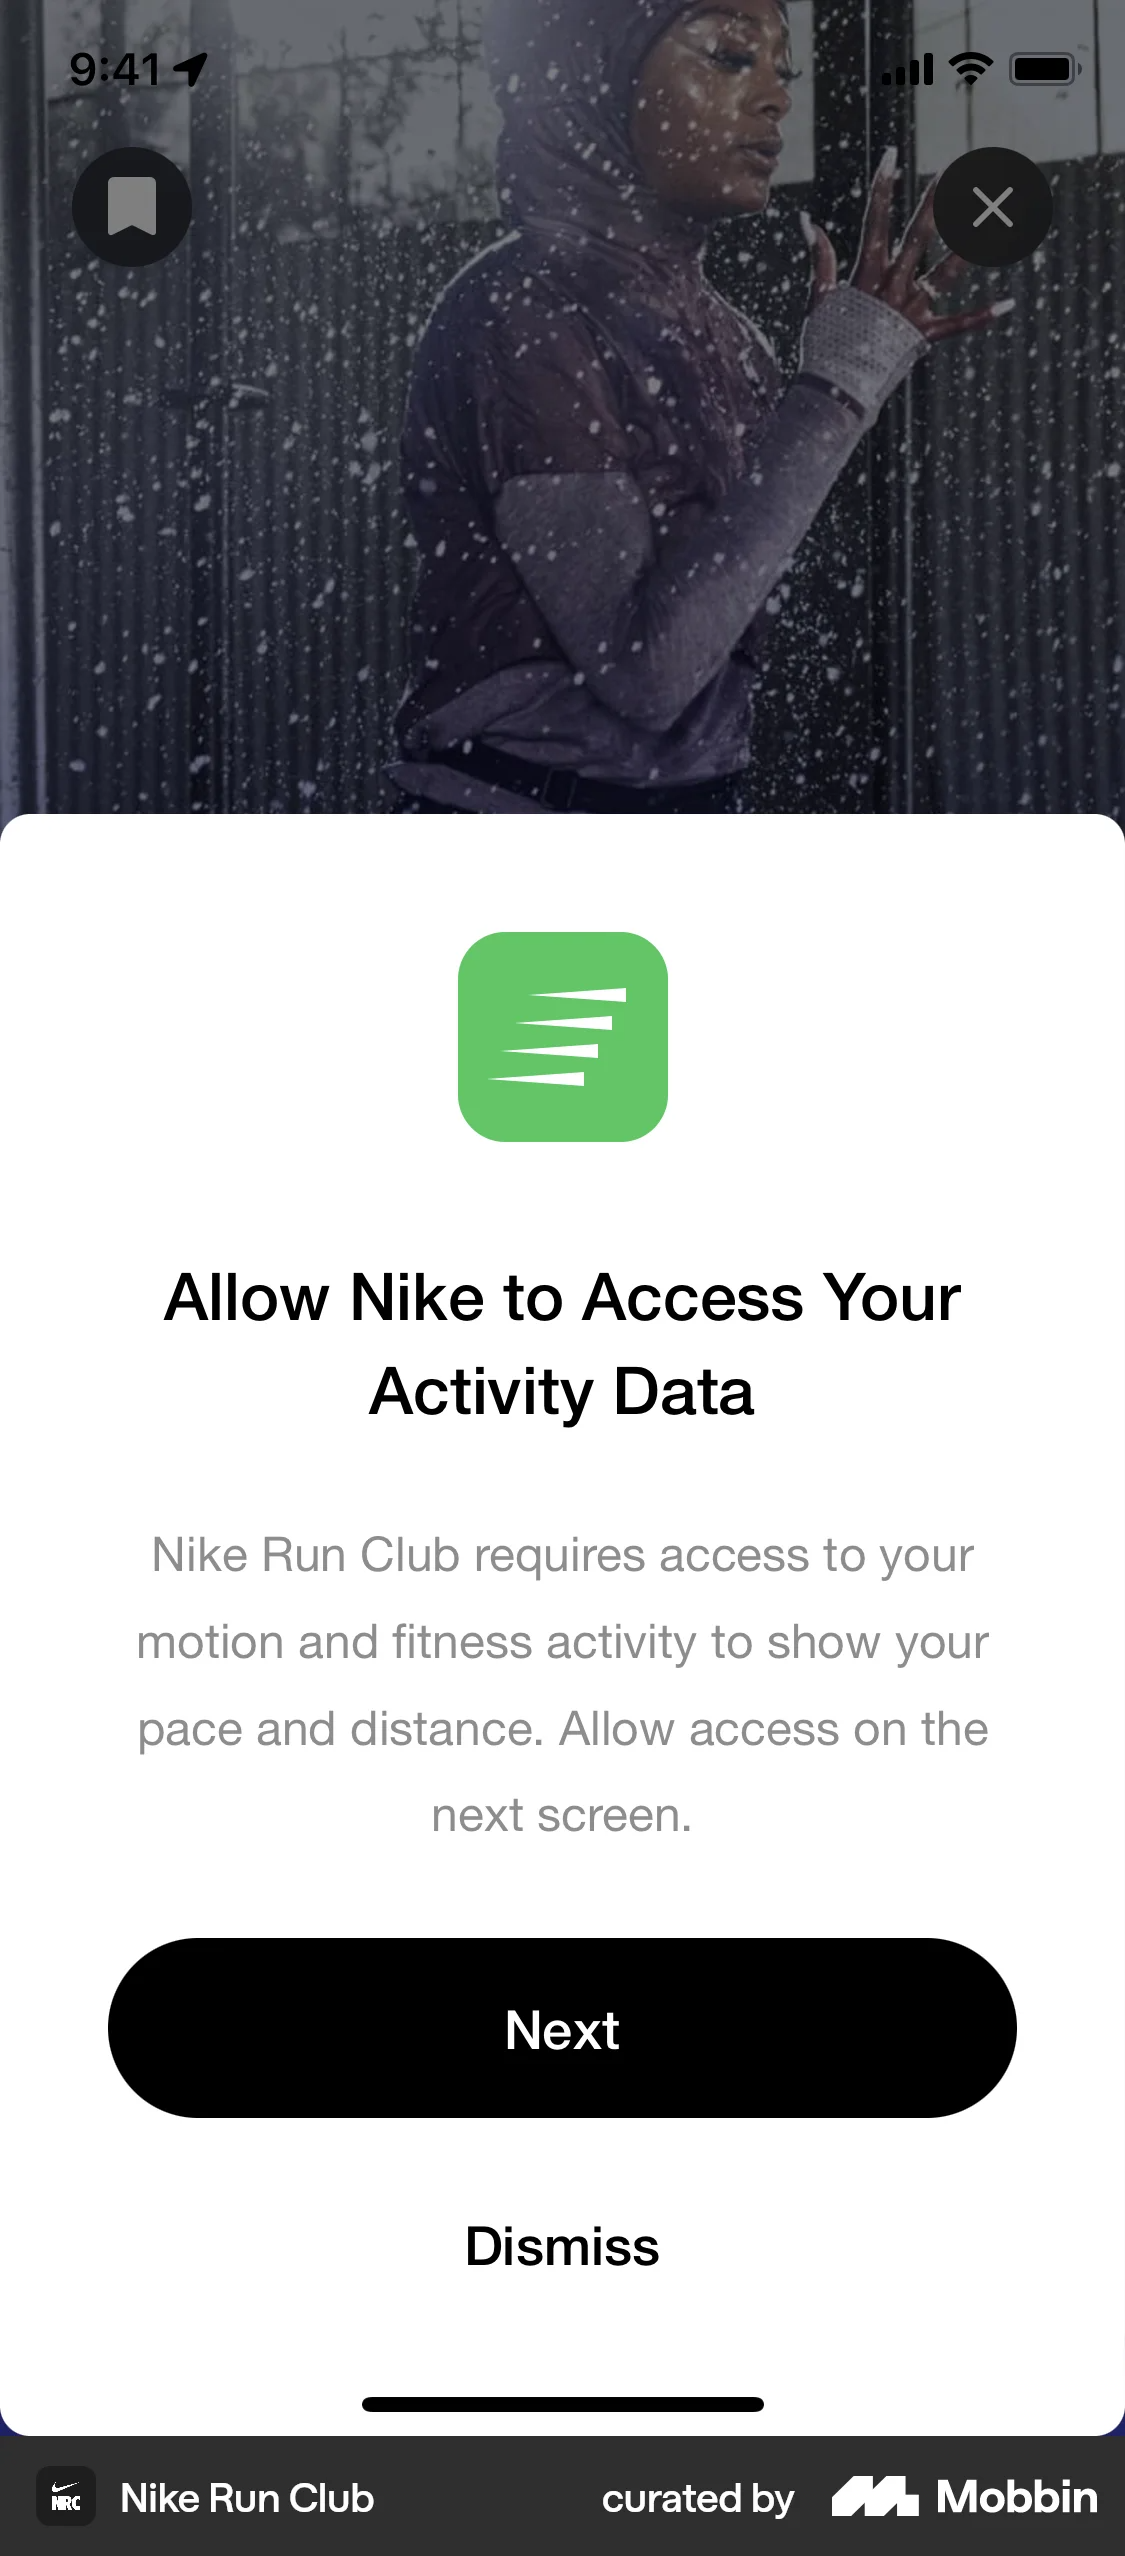 9:41
Allow Nike to Access Your
Activity Data
Nike Run Club requires access to your
motion and fitness activity to show your
pace and distance. Allow access on the
next screen.
Next
Dismiss
NRC
Nike Run Club
curated by
Mobbin